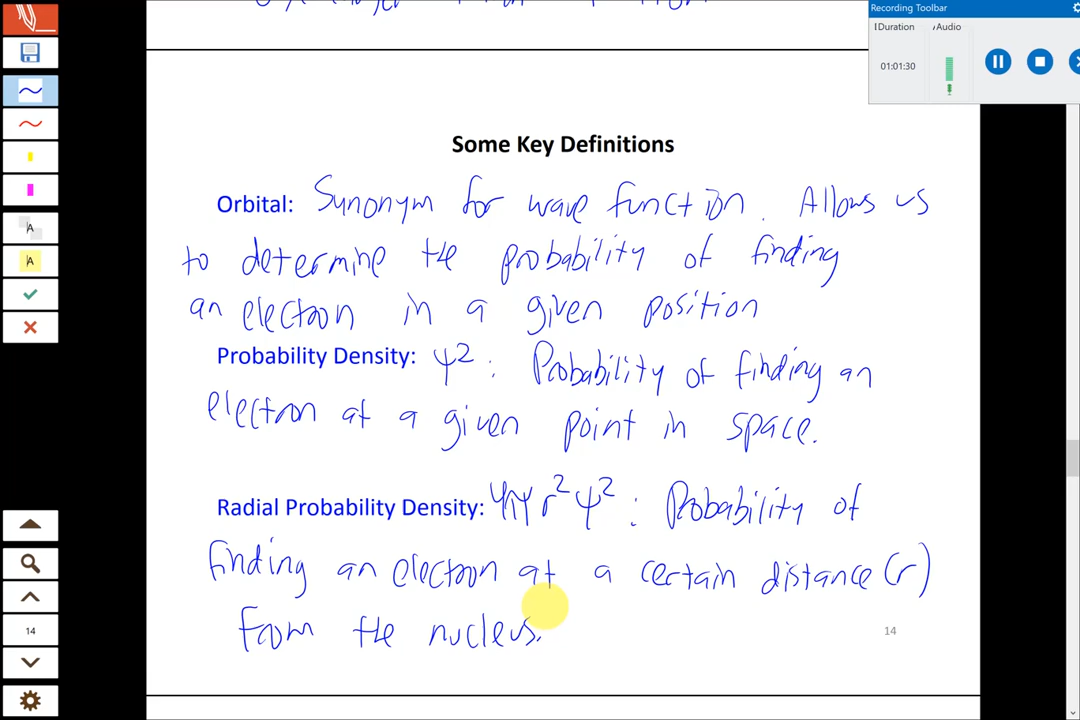 Recording Toolbar
Duration
Audio
01:01:30
Some Key Definitions
Orbital: Synonym for wave function. Allows us
to determine the probability of finding
an electron in a given position
Probability Density: ψ²: Probability of finding an
electron at a given point in space.
Radial Probability Density: 4πr²ψ²: Probability of
finding an electron at a certain distance (r)
from the nucleus.
14
14